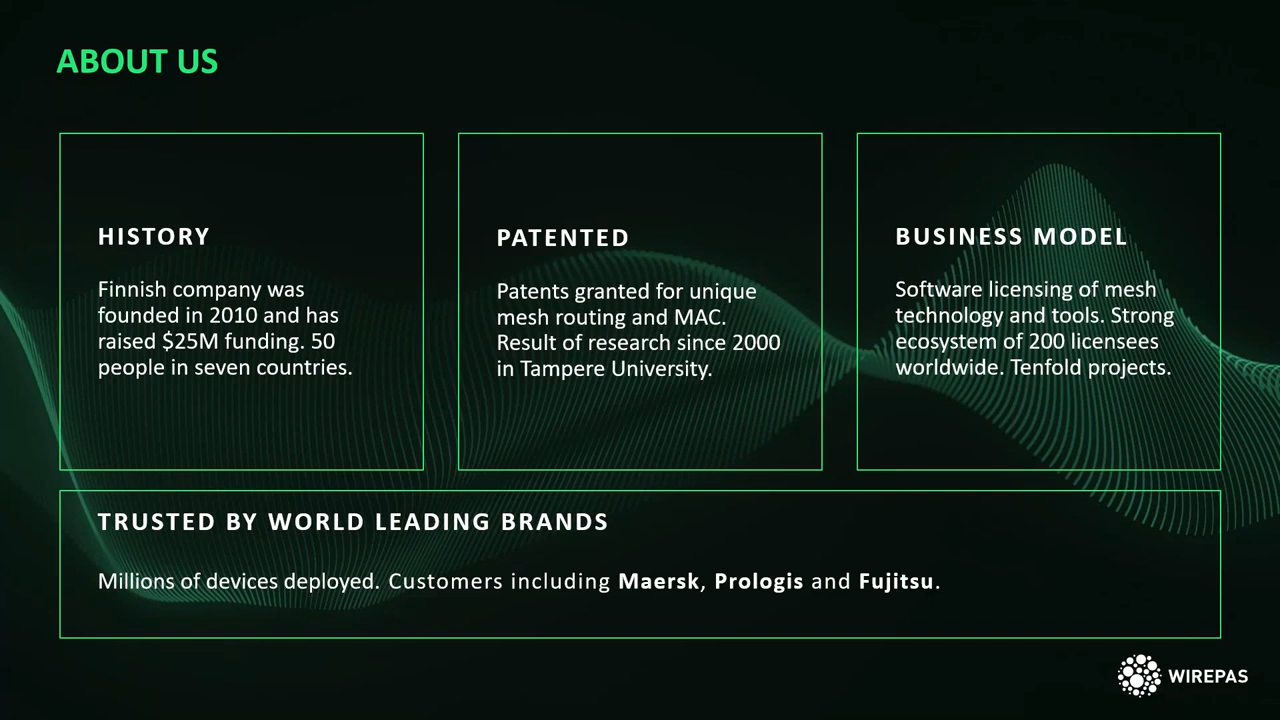 ABOUT US
HISTORY
Finnish company was
founded in 2010 and has
raised $25M funding. 50
people in seven countries.
PATENTED
Patents granted for unique
mesh routing and MAC.
Result of research since 2000
in Tampere University.
BUSINESS MODEL
Software licensing of mesh
technology and tools. Strong
ecosystem of 200 licensees
worldwide. Tenfold projects.
TRUSTED BY WORLD LEADING BRANDS
Millions of devices deployed. Customers including Maersk, Prologis and Fujitsu.
WIREPAS